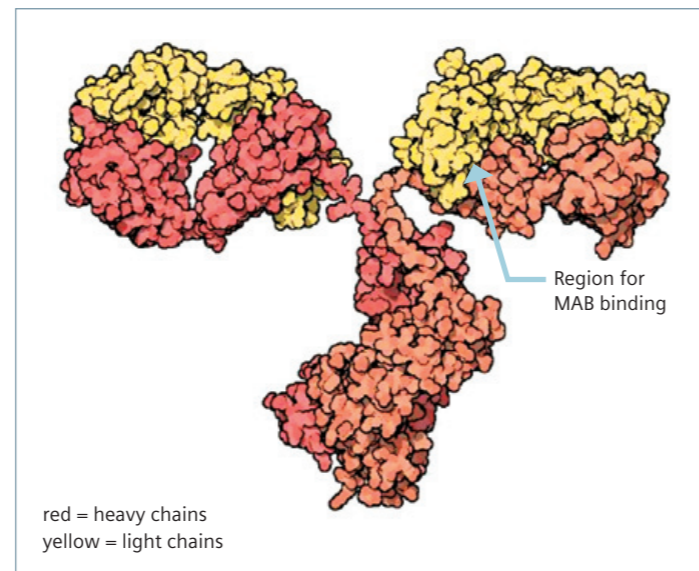 Region for
MAB binding
red = heavy chains
yellow = light chains